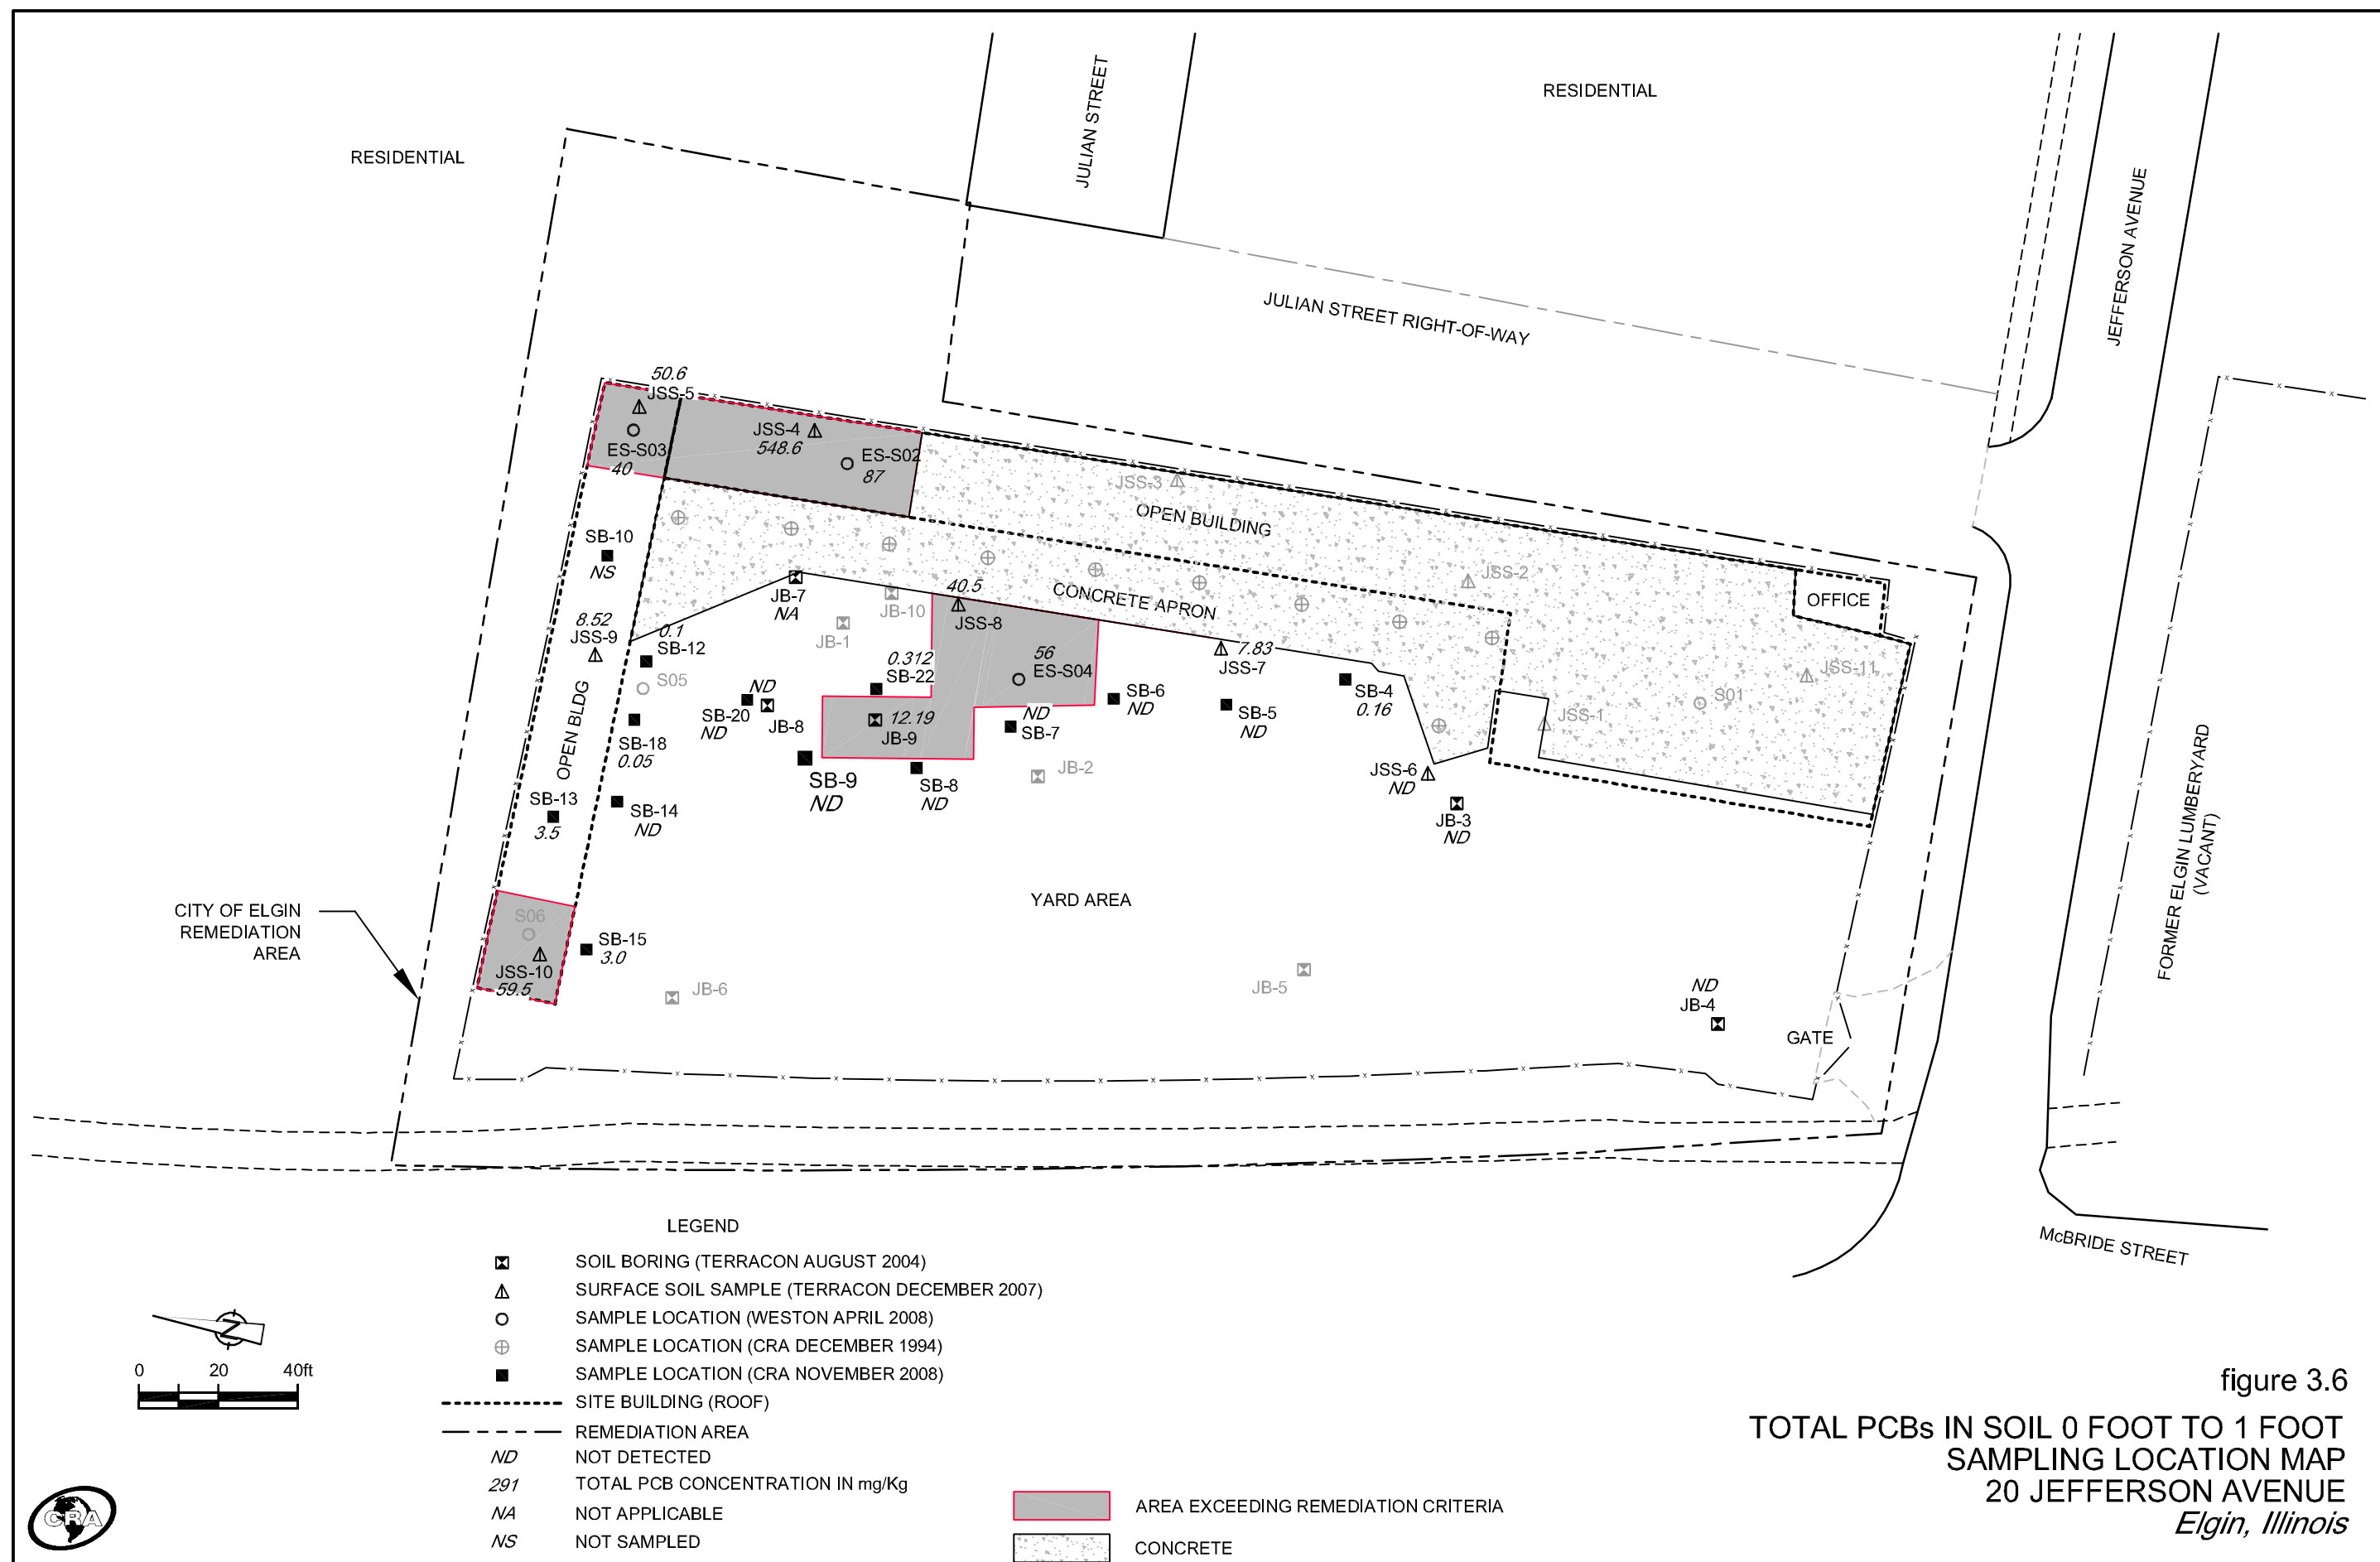 RESIDENTIAL
RESIDENTIAL
JULIAN STREET
JEFFERSON AVENUE
JULIAN STREET RIGHT-OF-WAY
50.6
JSS-5
ES-S03
40
JSS-4
548.6
ES-S02
87
JSS-3
OPEN BUILDING
SB-10
NS
JB-7
NA
JB-10
JB-1
40.5
JSS-8
CONCRETE APRON
JSS-2
OFFICE
8.52
JSS-9
0.1
SB-12
S05
0.312
SB-22
56
ES-S04
7.83
JSS-7
JSS-11
S01
JSS-1
OPEN BLDG
ND
SB-20
ND
JB-8
12.19
JB-9
ND
SB-7
SB-6
ND
SB-5
ND
SB-4
0.16
SB-18
0.05
SB-9
ND
SB-8
ND
JB-2
JSS-6
ND
JB-3
ND
SB-13
3.5
SB-14
ND
FORMER ELGIN LUMBERYARD
(VACANT)
YARD AREA
CITY OF ELGIN
REMEDIATION
AREA
S06
JSS-10
59.5
SB-15
3.0
JB-6
JB-5
ND
JB-4
GATE
McBRIDE STREET
LEGEND
SOIL BORING (TERRACON AUGUST 2004)
SURFACE SOIL SAMPLE (TERRACON DECEMBER 2007)
SAMPLE LOCATION (WESTON APRIL 2008)
SAMPLE LOCATION (CRA DECEMBER 1994)
SAMPLE LOCATION (CRA NOVEMBER 2008)
SITE BUILDING (ROOF)
REMEDIATION AREA
ND NOT DETECTED
291 TOTAL PCB CONCENTRATION IN mg/Kg
NA NOT APPLICABLE
NS NOT SAMPLED
AREA EXCEEDING REMEDIATION CRITERIA
CONCRETE
N
0 20 40ft
CRA
figure 3.6
TOTAL PCBs IN SOIL 0 FOOT TO 1 FOOT
SAMPLING LOCATION MAP
20 JEFFERSON AVENUE
Elgin, Illinois